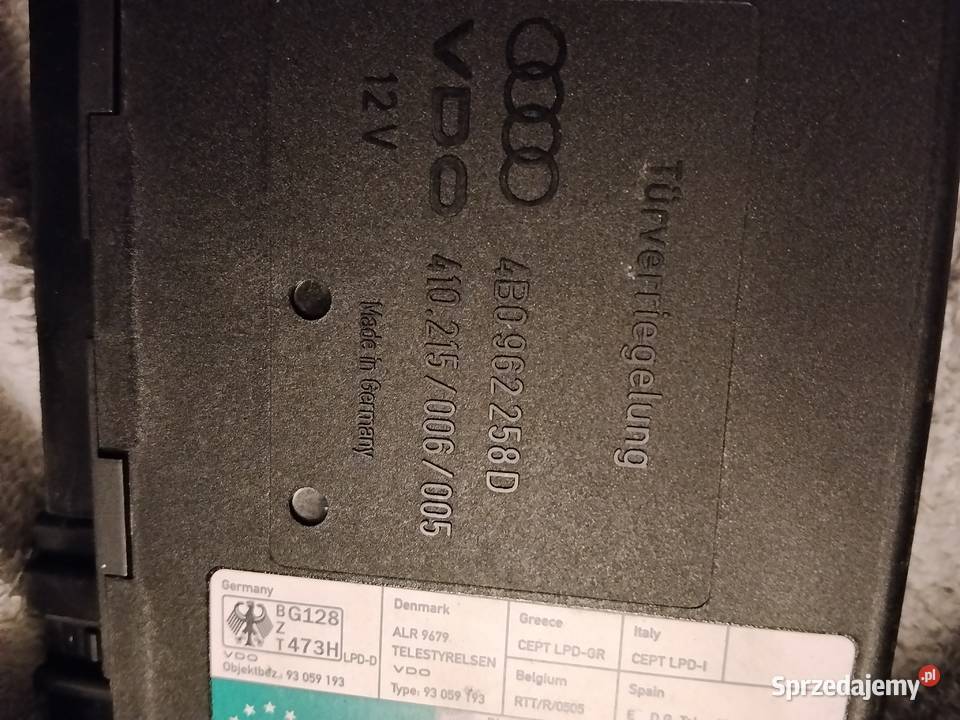 Türverriegelung
4B0 962 258 D
VDO 410.215/006/005
12 V
Made in Germany
Germany
BG128
Z
T473H
LPD-D
VDO
Objektbez.: 93 059 193
Denmark
ALR 9679
TELESTYRELSEN
VDO
Type: 93 059 193
Greece
CEPT LPD-GR
Belgium
RTT/R/0505
Italy
CEPT LPD-I
Spain
Sprzedajemy.pl